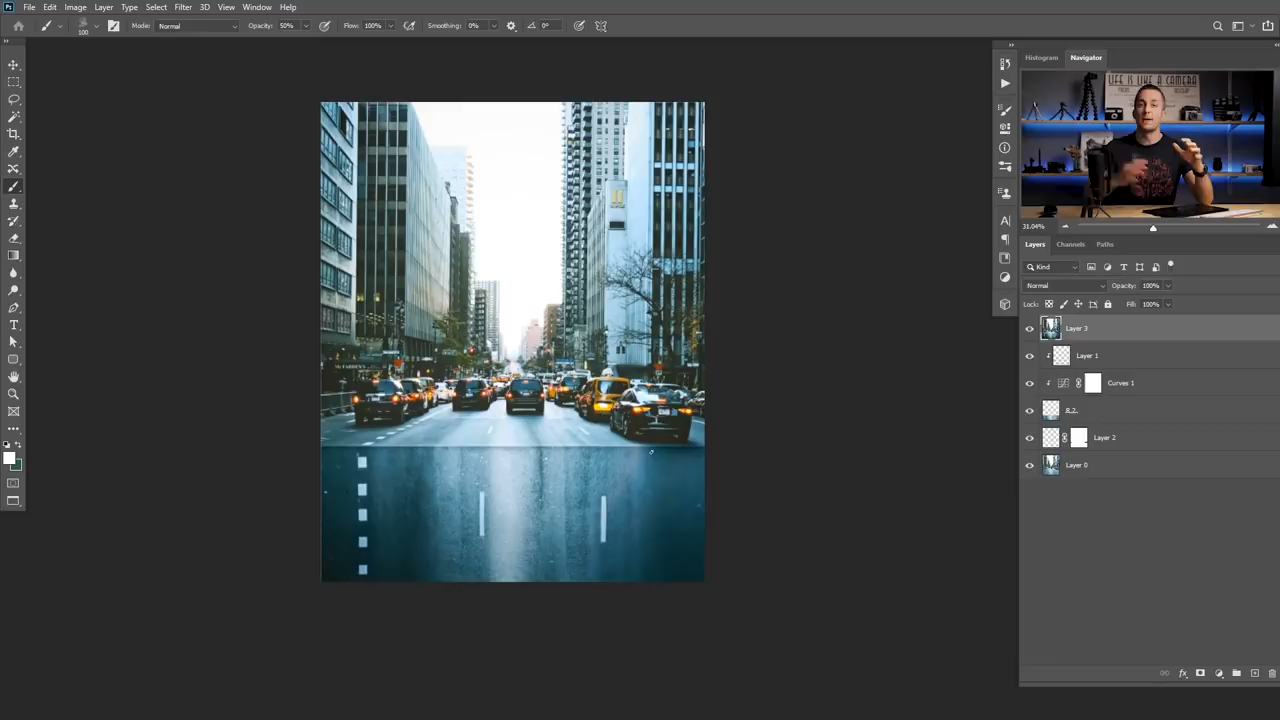 Ps File Edit Image Layer Type Select Filter 3D View Window Help
100 Mode: Normal Opacity: 50% Flow: 100% Smoothing: 0% 0°
Histogram Navigator
LIFE IS LIKE A CAMERA
31.04%
Layers Channels Paths
Kind
Normal Opacity: 100%
Lock: Fill: 100%
Layer 3
Layer 1
Curves 1
Layer 2
Layer 0